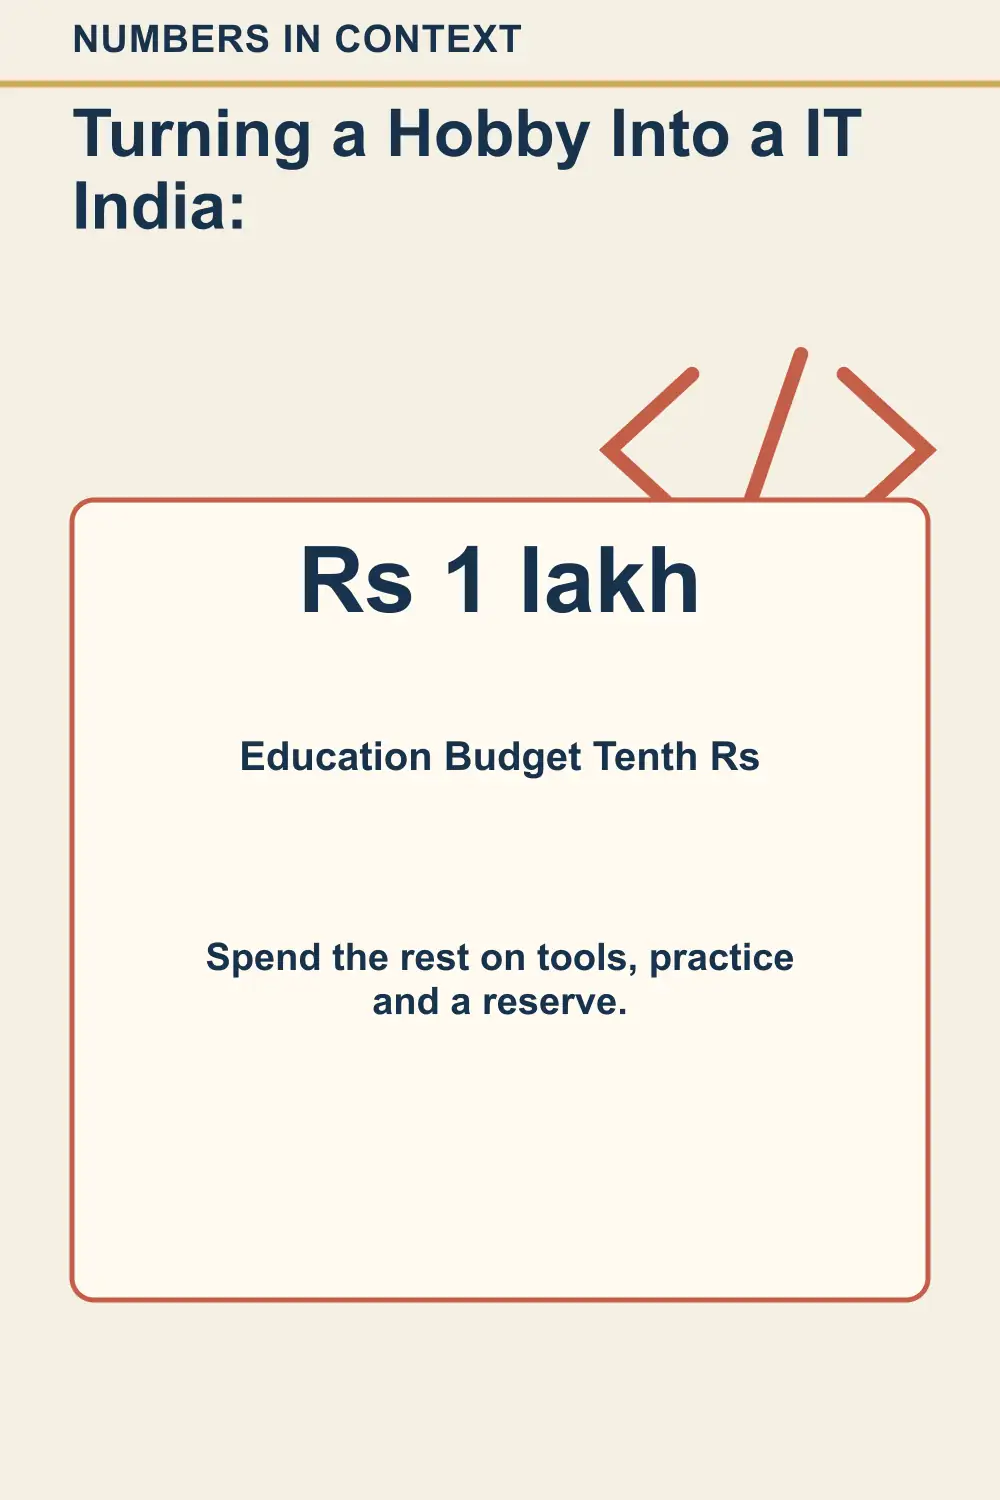 NUMBERS IN CONTEXT
Turning a Hobby Into a IT
India:
Rs 1 lakh
Education Budget Tenth Rs
Spend the rest on tools, practice
and a reserve.